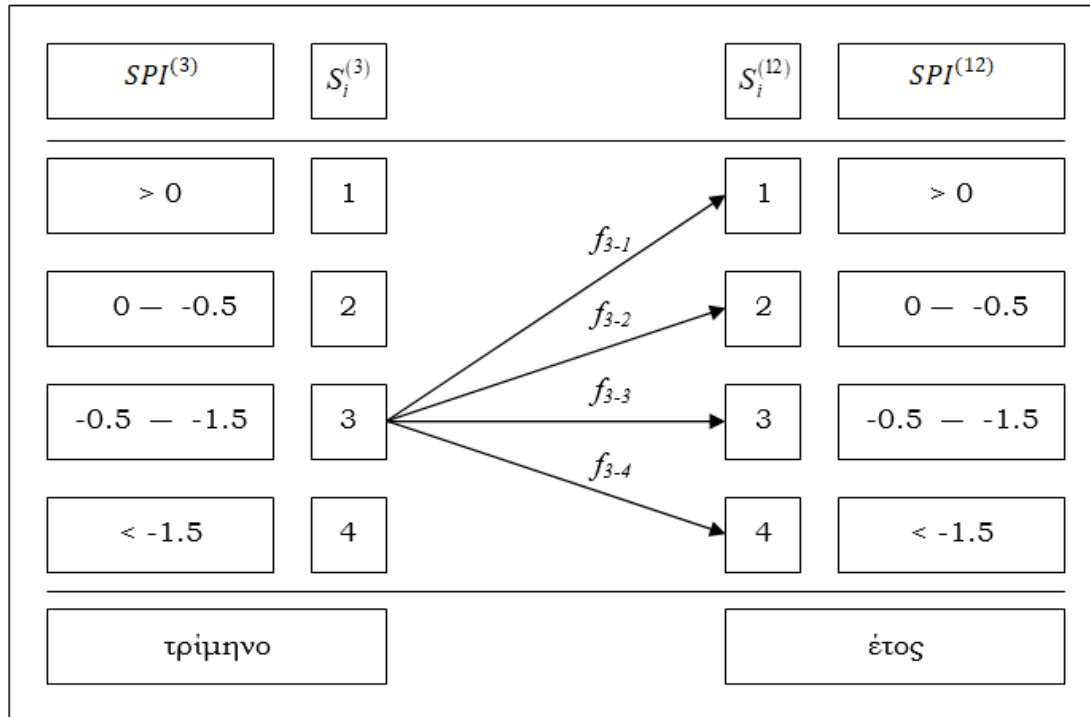 SPI^(3) S_i^(3) S_i^(12) SPI^(12)
> 0 1 1 > 0
f_3-1
0 — -0.5 2 2 0 — -0.5
f_3-2
f_3-3
-0.5 — -1.5 3 3 -0.5 — -1.5
f_3-4
< -1.5 4 4 < -1.5
τρίμηνο έτος